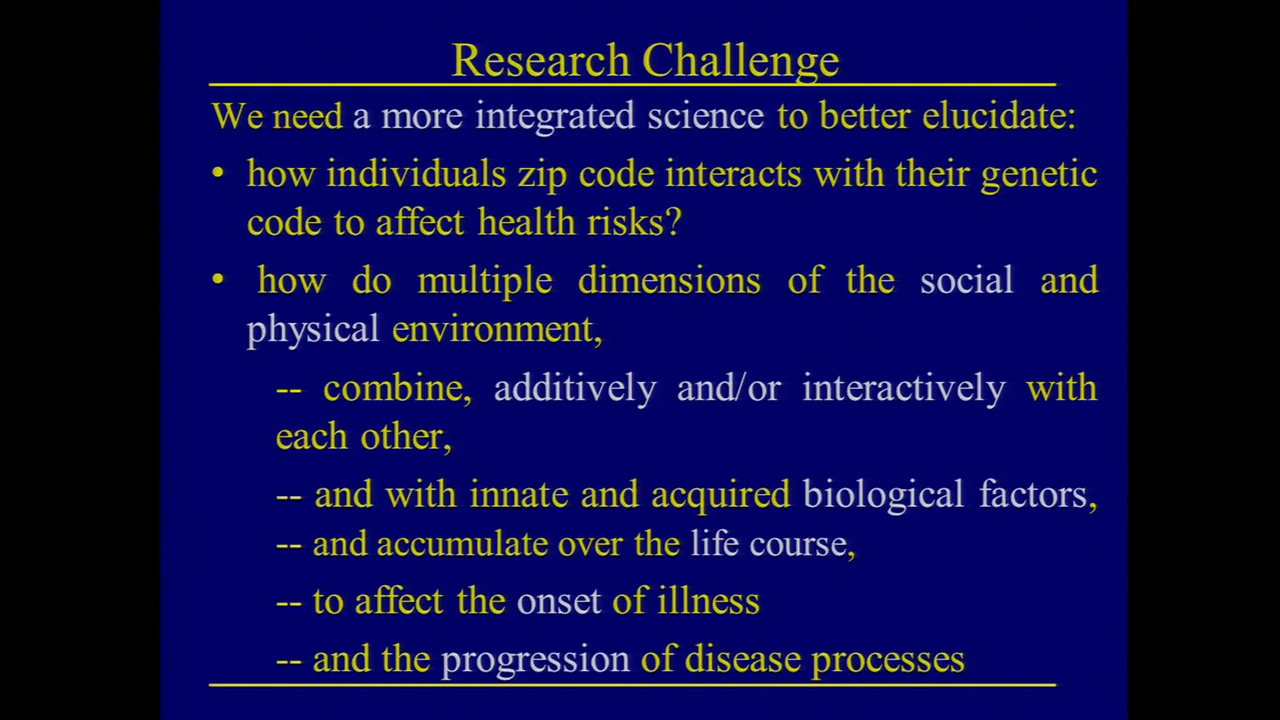 Research Challenge
We need a more integrated science to better elucidate:
• how individuals zip code interacts with their genetic
code to affect health risks?
• how do multiple dimensions of the social and
physical environment,
-- combine, additively and/or interactively with
each other,
-- and with innate and acquired biological factors,
-- and accumulate over the life course,
-- to affect the onset of illness
-- and the progression of disease processes